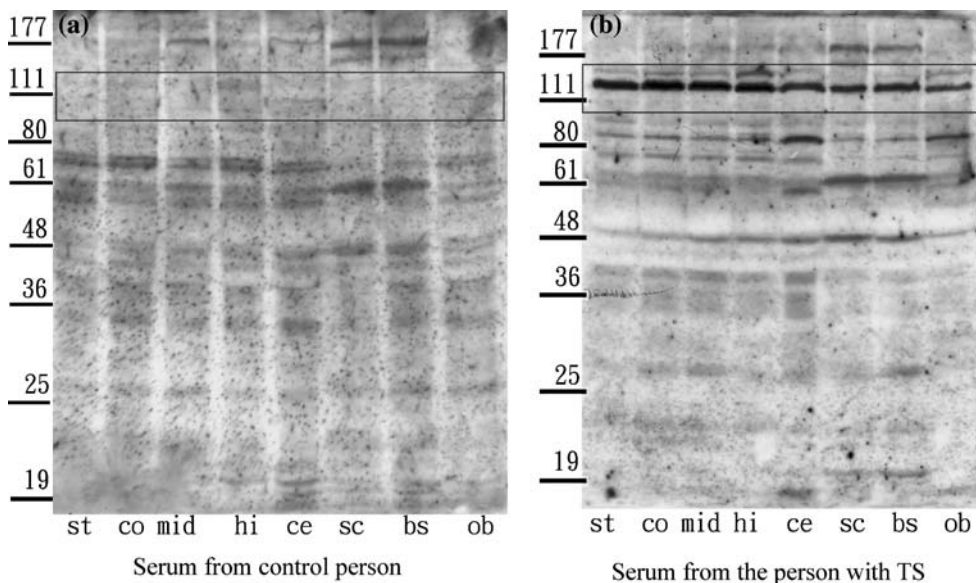 (a)
177
111
80
61
48
36
25
19
st co mid hi ce sc bs ob
Serum from control person
(b)
177
111
80
61
48
36
25
19
st co mid hi ce sc bs ob
Serum from the person with TS